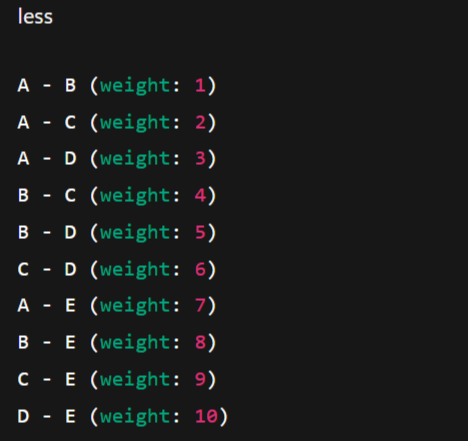 less
A - B (weight: 1)
A - C (weight: 2)
A - D (weight: 3)
B - C (weight: 4)
B - D (weight: 5)
C - D (weight: 6)
A - E (weight: 7)
B - E (weight: 8)
C - E (weight: 9)
D - E (weight: 10)